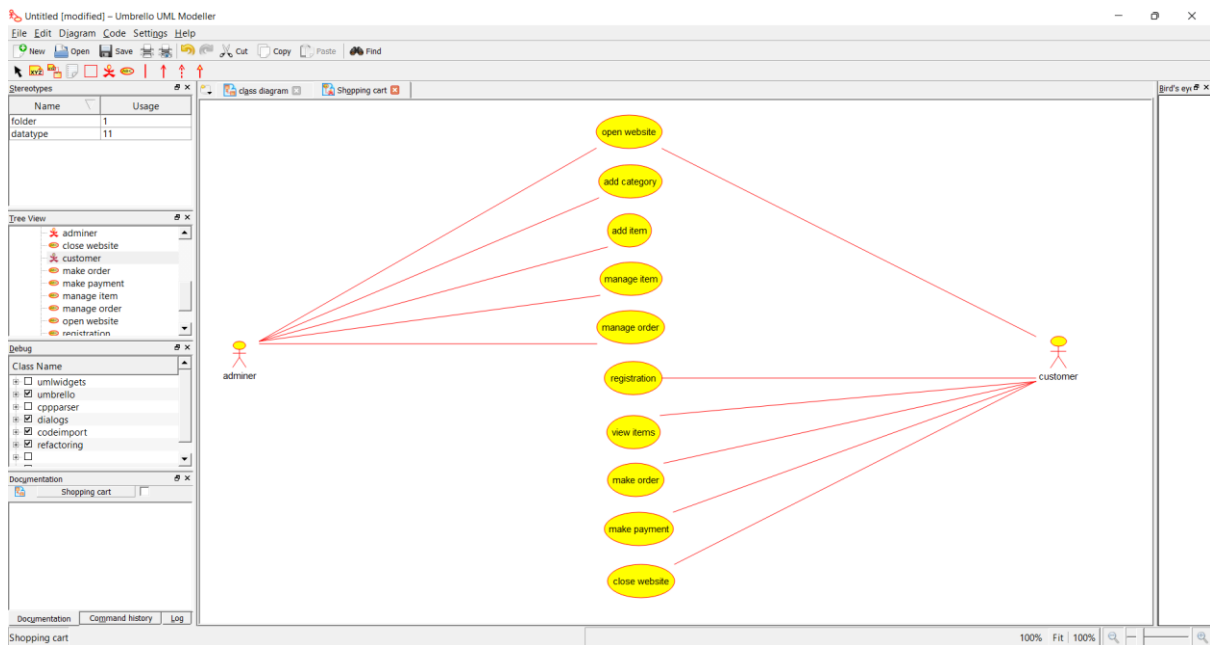 Untitled [modified] – Umbrello UML Modeller
File Edit Diagram Code Settings Help
New Open Save Cut Copy Paste Find
Stereotypes
Name Usage
folder 1
datatype 11
Tree View
adminer
close website
customer
make order
make payment
manage item
manage order
open website
registration
Debug
Class Name
umlwidgets
umbrello
cppparser
dialogs
codeimport
refactoring
Documentation
Shopping cart
Documentation Command history Log
class diagram Shopping cart
open website
add category
add item
manage item
manage order
registration
view items
make order
make payment
close website
adminer
customer
Bird's eye
Shopping cart
100% Fit 100%